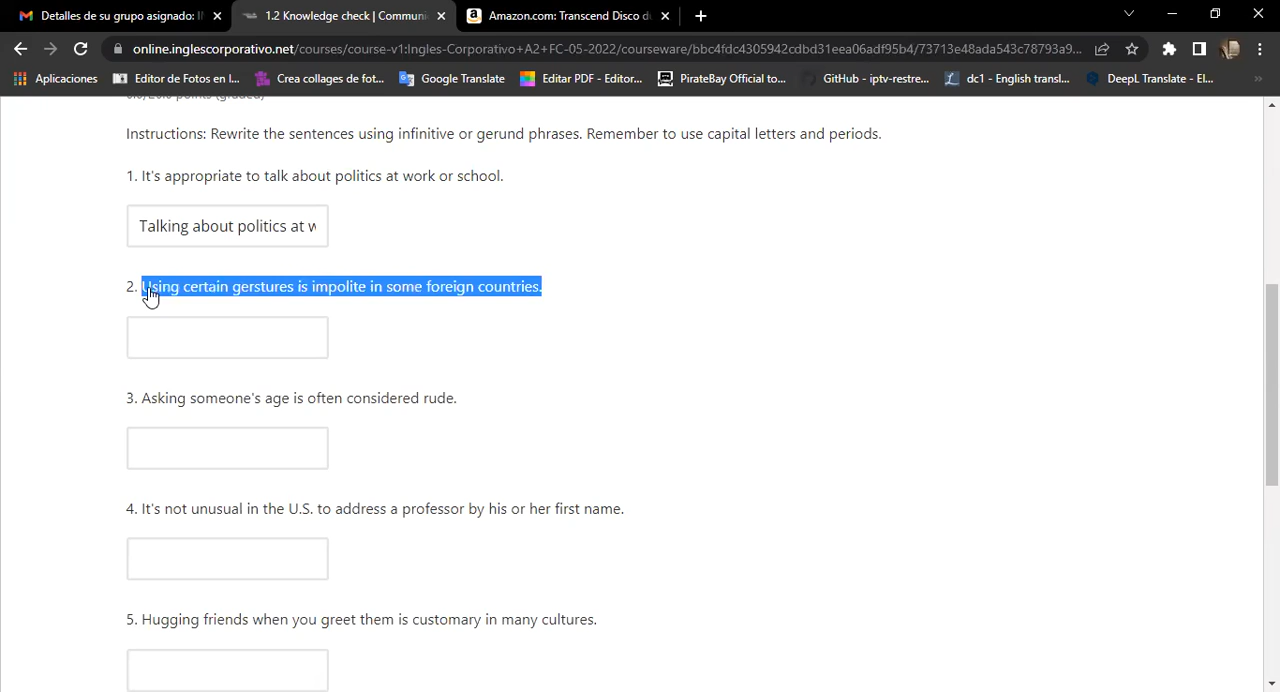 Detalles de su grupo asignado: I
1.2 Knowledge check | Communi
Amazon.com: Transcend Disco d
online.inglescorporativo.net/courses/course-v1:Ingles-Corporativo+A2+FC-05-2022/courseware/bbc4fdc4305942cdbd31eea06adf95b4/73713e48ada543c78793a9...
Aplicaciones
Editor de Fotos en l...
Crea collages de fot...
Google Translate
Editar PDF - Editor...
PirateBay Official to...
GitHub - iptv-restre...
dc1 - English transl...
DeepL Translate - El...
»
0.0/20.0 points (graded)
Instructions: Rewrite the sentences using infinitive or gerund phrases. Remember to use capital letters and periods.
1. It's appropriate to talk about politics at work or school.
Talking about politics at w
2. Using certain gerstures is impolite in some foreign countries.
3. Asking someone's age is often considered rude.
4. It's not unusual in the U.S. to address a professor by his or her first name.
5. Hugging friends when you greet them is customary in many cultures.